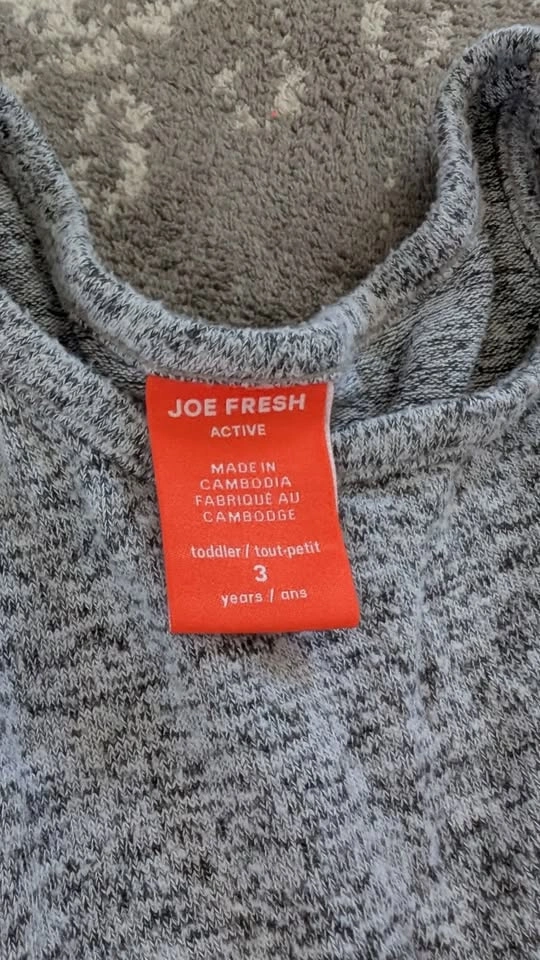 JOE FRESH
ACTIVE
MADE IN
CAMBODIA
FABRIQUÉ AU
CAMBODGE
toddler / tout-petit
3
years / ans